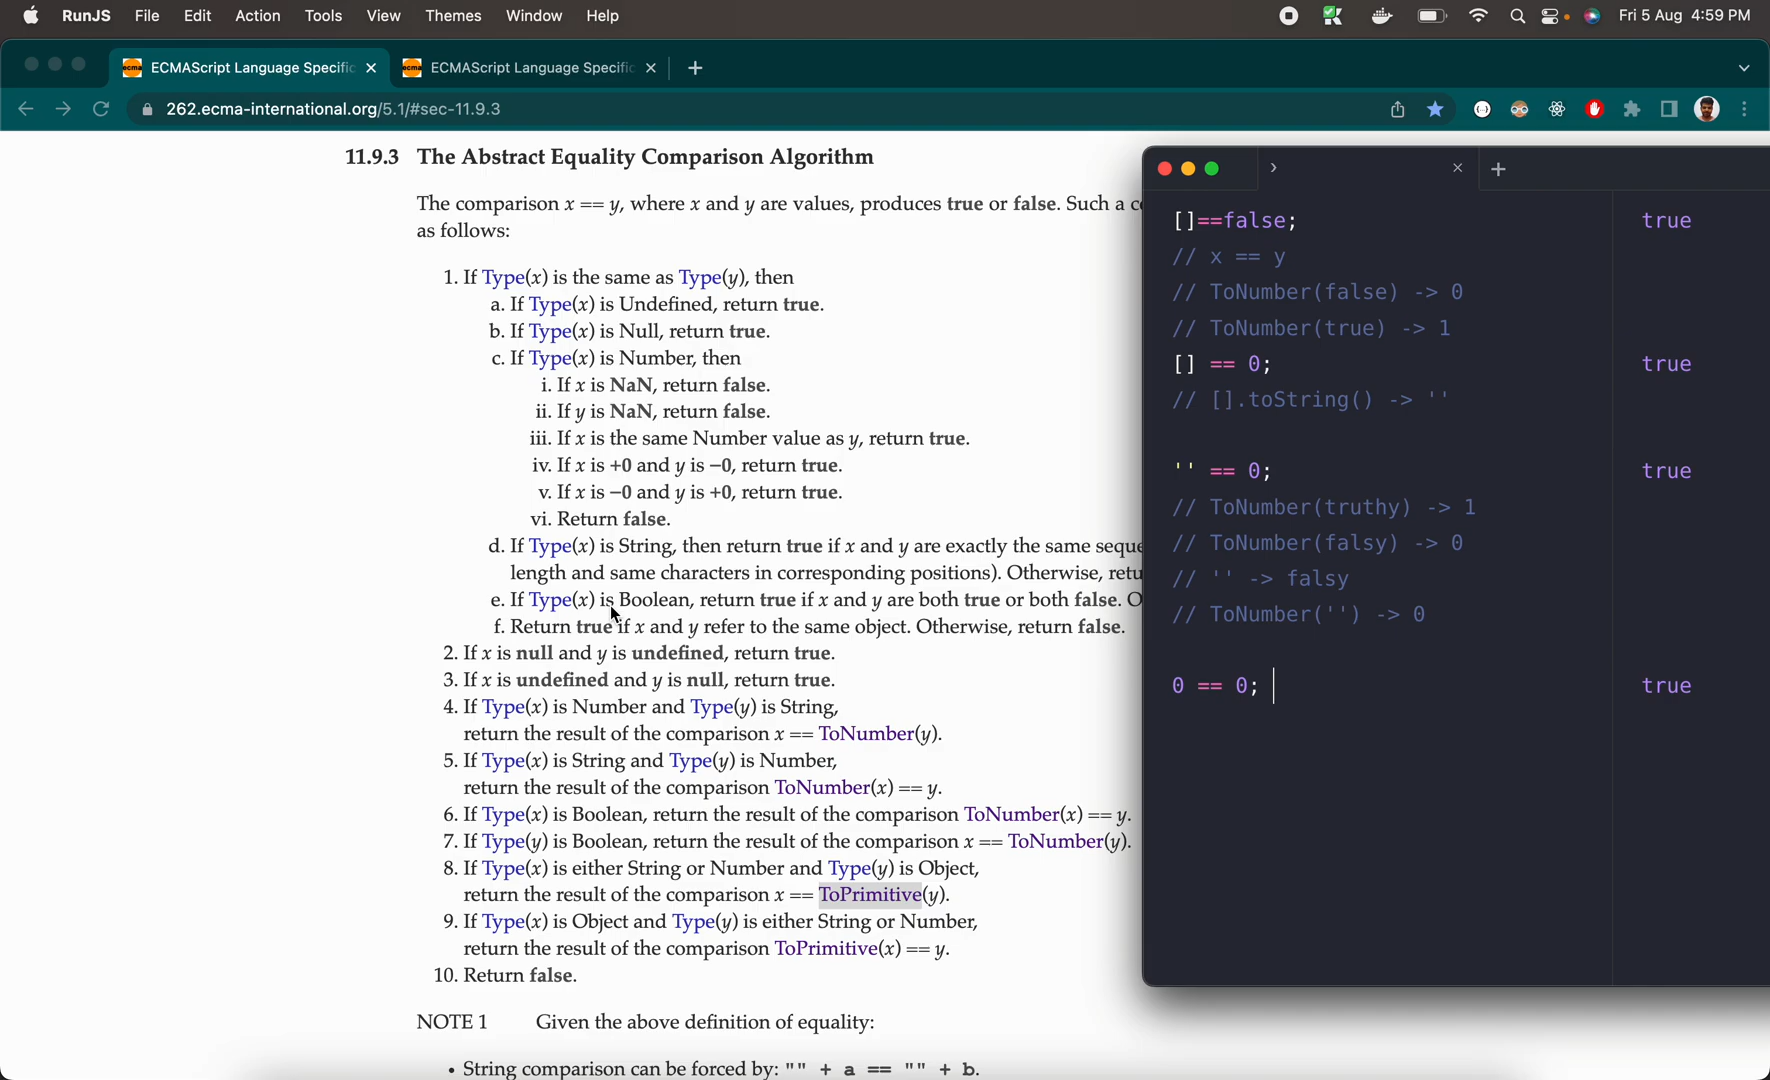 RunJS File Edit Action Tools View Themes Window Help Fri 5 Aug 4:59 PM
ECMAScript Language Specific
ECMAScript Language Specific
262.ecma-international.org/5.1/#sec-11.9.3
11.9.3 The Abstract Equality Comparison Algorithm
The comparison x == y, where x and y are values, produces true or false. Such a c
as follows:
1. If Type(x) is the same as Type(y), then
a. If Type(x) is Undefined, return true.
b. If Type(x) is Null, return true.
c. If Type(x) is Number, then
i. If x is NaN, return false.
ii. If y is NaN, return false.
iii. If x is the same Number value as y, return true.
iv. If x is +0 and y is −0, return true.
v. If x is −0 and y is +0, return true.
vi. Return false.
d. If Type(x) is String, then return true if x and y are exactly the same seque
length and same characters in corresponding positions). Otherwise, retu
e. If Type(x) is Boolean, return true if x and y are both true or both false. O
f. Return true if x and y refer to the same object. Otherwise, return false.
2. If x is null and y is undefined, return true.
3. If x is undefined and y is null, return true.
4. If Type(x) is Number and Type(y) is String,
return the result of the comparison x == ToNumber(y).
5. If Type(x) is String and Type(y) is Number,
return the result of the comparison ToNumber(x) == y.
6. If Type(x) is Boolean, return the result of the comparison ToNumber(x) == y.
7. If Type(y) is Boolean, return the result of the comparison x == ToNumber(y).
8. If Type(x) is either String or Number and Type(y) is Object,
return the result of the comparison x == ToPrimitive(y).
9. If Type(x) is Object and Type(y) is either String or Number,
return the result of the comparison ToPrimitive(x) == y.
10. Return false.
NOTE 1 Given the above definition of equality:
• String comparison can be forced by: "" + a == "" + b.
[]==false; true
// x == y
// ToNumber(false) -> 0
// ToNumber(true) -> 1
[] == 0; true
// [].toString() -> ''
'' == 0; true
// ToNumber(truthy) -> 1
// ToNumber(falsy) -> 0
// '' -> falsy
// ToNumber('') -> 0
0 == 0; true